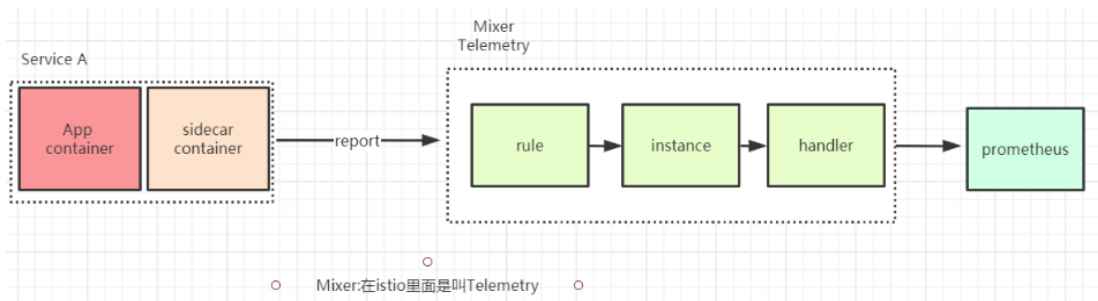 Mixer
Telemetry
Service A
App
container
sidecar
container
report
rule
instance
handler
prometheus
Mixer:在istio里面是叫Telemetry